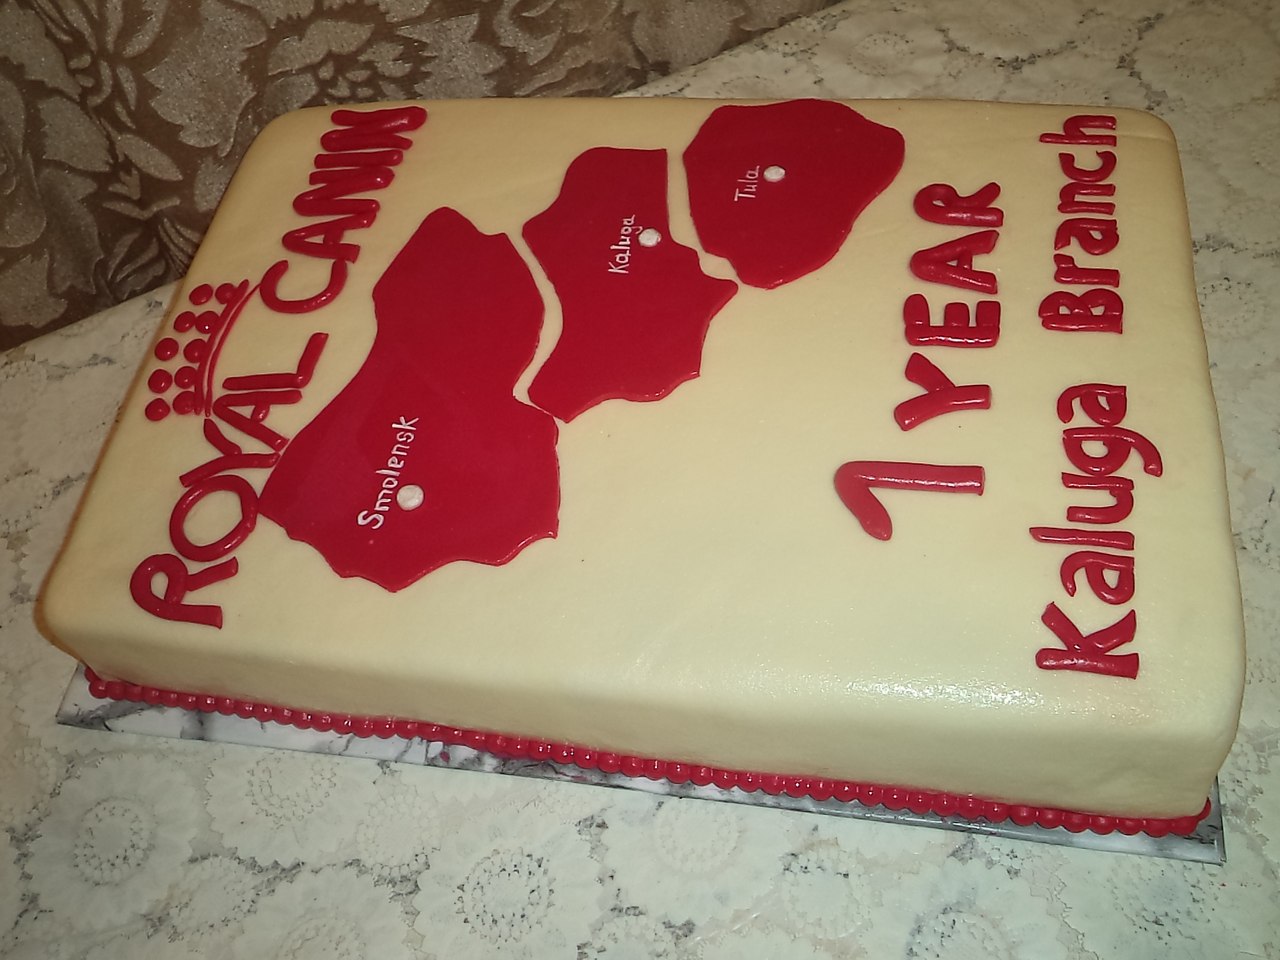 ROYAL CANIN
Smolensk
Kaluga
Tula
1 YEAR
Kaluga Branch